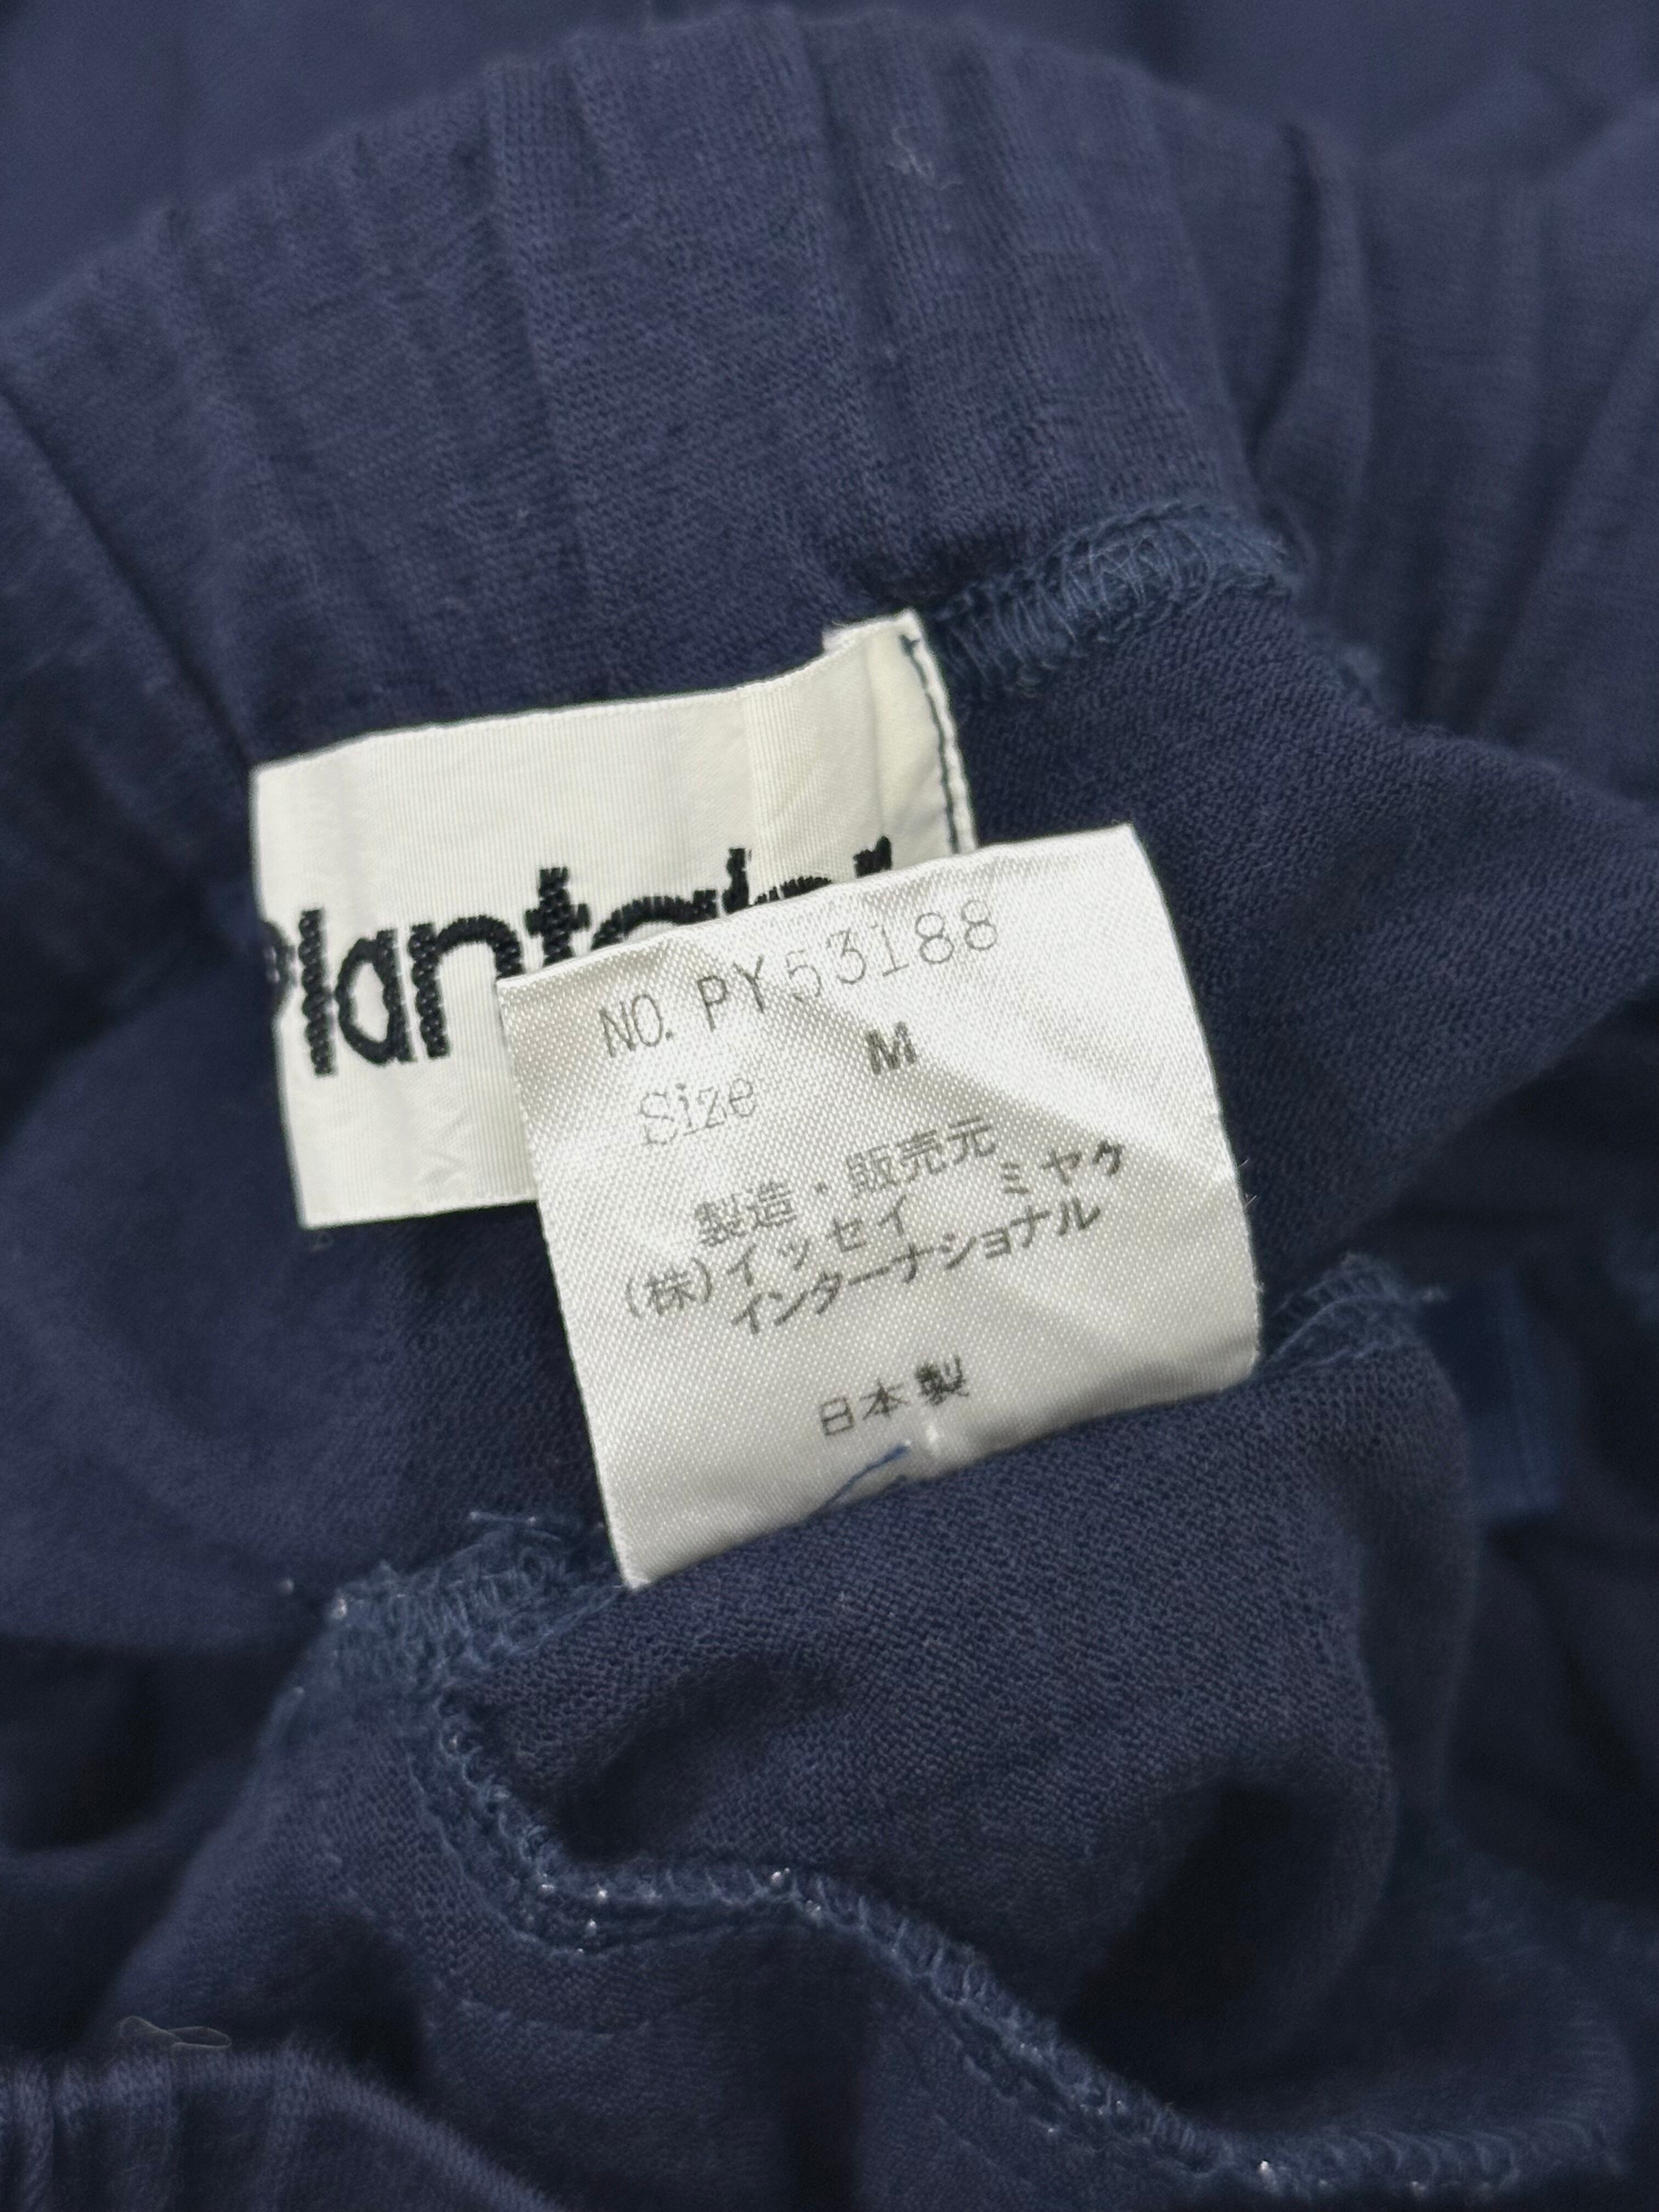 NO. PY53188
Size M
製造・販売元
(株)イッセイ ミヤケ
インターナショナル
日本製